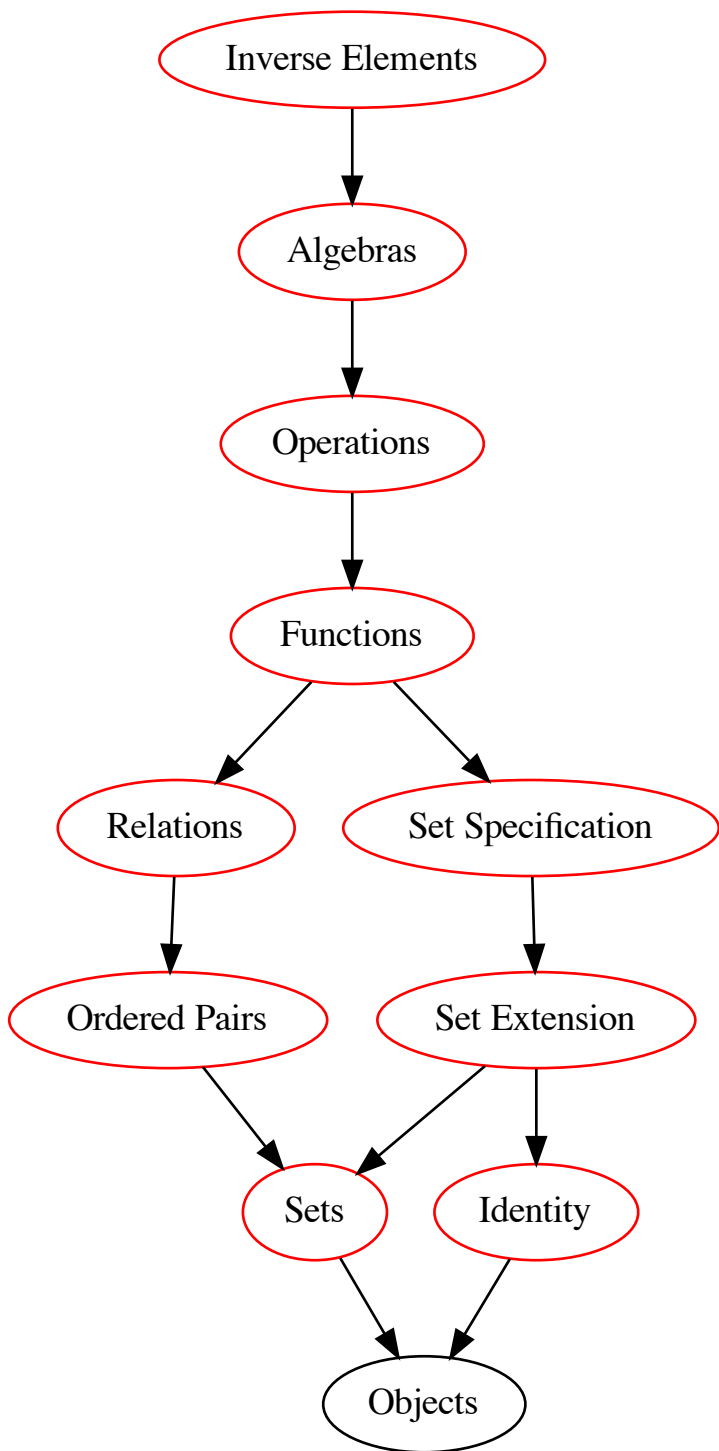 Inverse Elements
Algebras
Operations
Functions
Relations
Set Specification
Ordered Pairs
Set Extension
Sets
Identity
Objects